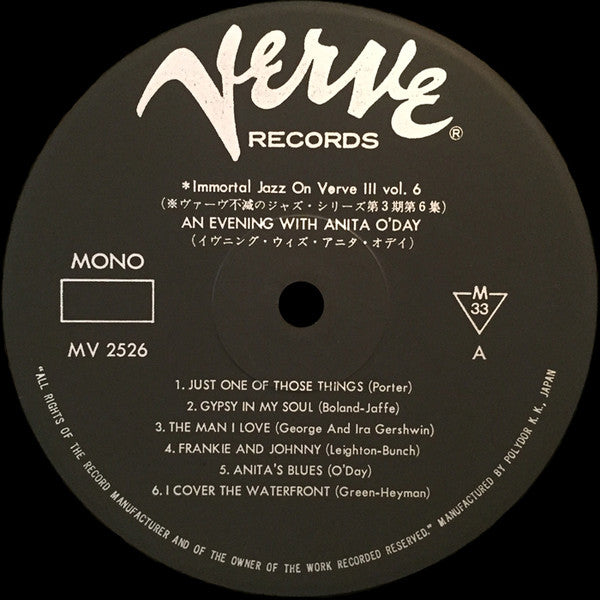 Verve
RECORDS ®
*Immortal Jazz On Verve III vol. 6
(※ヴァーヴ不滅のジャズ・シリーズ第3期第6集)
AN EVENING WITH ANITA O'DAY
(イヴニング・ウィズ・アニタ・オデイ)
MONO
MV 2526
M
33
A
1. JUST ONE OF THOSE THINGS (Porter)
2. GYPSY IN MY SOUL (Boland-Jaffe)
3. THE MAN I LOVE (George And Ira Gershwin)
4. FRANKIE AND JOHNNY (Leighton-Bunch)
5. ANITA'S BLUES (O'Day)
6. I COVER THE WATERFRONT (Green-Heyman)
"ALL RIGHTS OF THE RECORD MANUFACTURER AND OF THE OWNER OF THE WORK RECORDED RESERVED." MANUFACTURED BY POLYDOR K. K., JAPAN